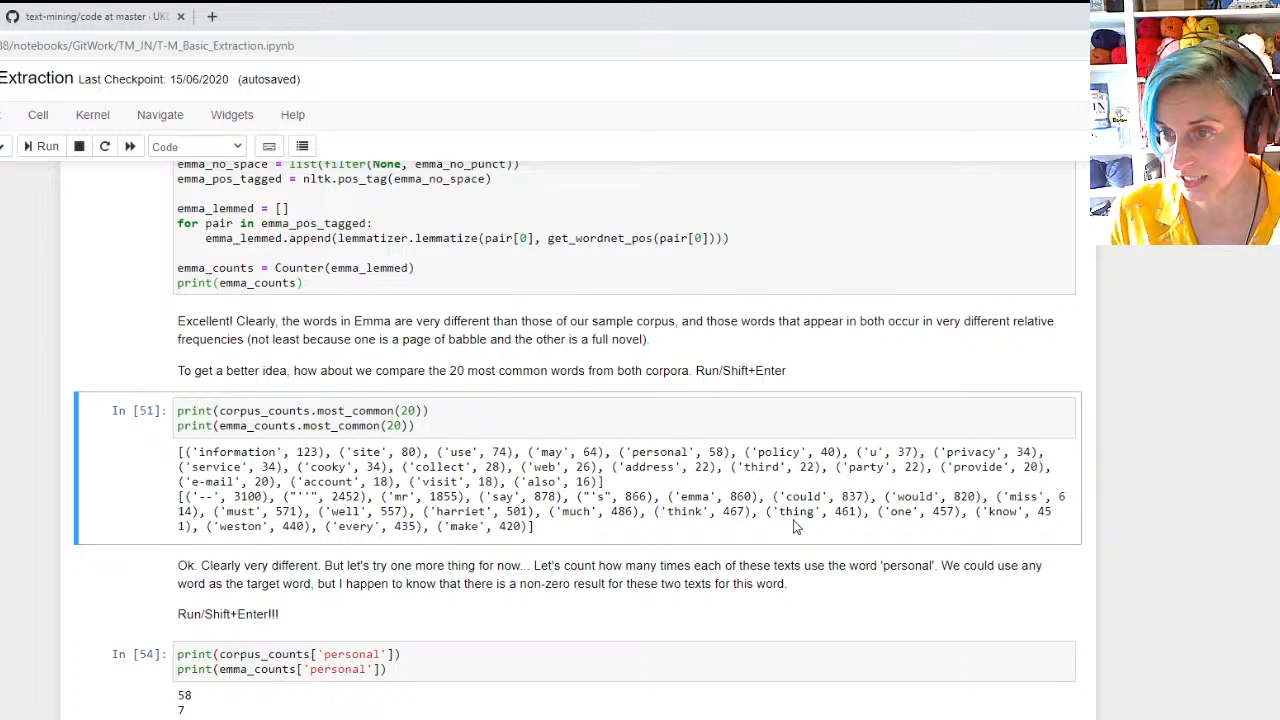 text-mining/code at master · UKD
38/notebooks/GitWork/TM_JN/T-M_Basic_Extraction.ipynb
Extraction Last Checkpoint: 15/06/2020 (autosaved)
Cell Kernel Navigate Widgets Help
Run Code
emma_no_space = list(filter(None, emma_no_punct))
emma_pos_tagged = nltk.pos_tag(emma_no_space)
emma_lemmed = []
for pair in emma_pos_tagged:
emma_lemmed.append(lemmatizer.lemmatize(pair[0], get_wordnet_pos(pair[0])))
emma_counts = Counter(emma_lemmed)
print(emma_counts)
Excellent! Clearly, the words in Emma are very different than those of our sample corpus, and those words that appear in both occur in very different relative
frequencies (not least because one is a page of babble and the other is a full novel).
To get a better idea, how about we compare the 20 most common words from both corpora. Run/Shift+Enter
In [51]: print(corpus_counts.most_common(20))
print(emma_counts.most_common(20))
[('information', 123), ('site', 80), ('use', 74), ('may', 64), ('personal', 58), ('policy', 40), ('u', 37), ('privacy', 34),
('service', 34), ('cooky', 34), ('collect', 28), ('web', 26), ('address', 22), ('third', 22), ('party', 22), ('provide', 20),
('e-mail', 20), ('account', 18), ('visit', 18), ('also', 16)]
[('--', 3100), ("''", 2452), ('mr', 1855), ('say', 878), ("'s", 866), ('emma', 860), ('could', 837), ('would', 820), ('miss', 6
14), ('must', 571), ('well', 557), ('harriet', 501), ('much', 486), ('think', 467), ('thing', 461), ('one', 457), ('know', 45
1), ('weston', 440), ('every', 435), ('make', 420)]
Ok. Clearly very different. But let's try one more thing for now... Let's count how many times each of these texts use the word 'personal'. We could use any
word as the target word, but I happen to know that there is a non-zero result for these two texts for this word.
Run/Shift+Enter!!!
In [54]: print(corpus_counts['personal'])
print(emma_counts['personal'])
58
7